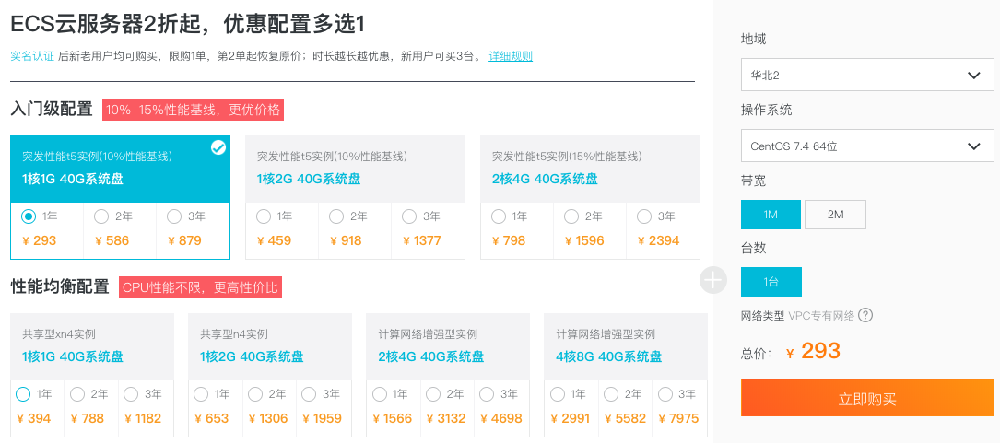 ECS云服务器2折起，优惠配置多选1
实名认证 后新老用户均可购买，限购1单，第2单起恢复原价；时长越长越优惠，新用户可买3台。 详细规则
入门级配置 10%-15%性能基线，更优价格
突发性能t5实例(10%性能基线)
1核1G 40G系统盘
1年 2年 3年
¥ 293 ¥ 586 ¥ 879
突发性能t5实例(10%性能基线)
1核2G 40G系统盘
1年 2年 3年
¥ 459 ¥ 918 ¥ 1377
突发性能t5实例(15%性能基线)
2核4G 40G系统盘
1年 2年 3年
¥ 798 ¥ 1596 ¥ 2394
性能均衡配置 CPU性能不限，更高性价比
共享型xn4实例
1核1G 40G系统盘
1年 2年 3年
¥ 394 ¥ 788 ¥ 1182
共享型n4实例
1核2G 40G系统盘
1年 2年 3年
¥ 653 ¥ 1306 ¥ 1959
计算网络增强型实例
2核4G 40G系统盘
1年 2年 3年
¥ 1566 ¥ 3132 ¥ 4698
计算网络增强型实例
4核8G 40G系统盘
1年 2年 3年
¥ 2991 ¥ 5582 ¥ 7975
地域
华北2
操作系统
CentOS 7.4 64位
带宽
1M 2M
台数
1台
网络类型 VPC专有网络 ?
总价： ¥ 293
立即购买